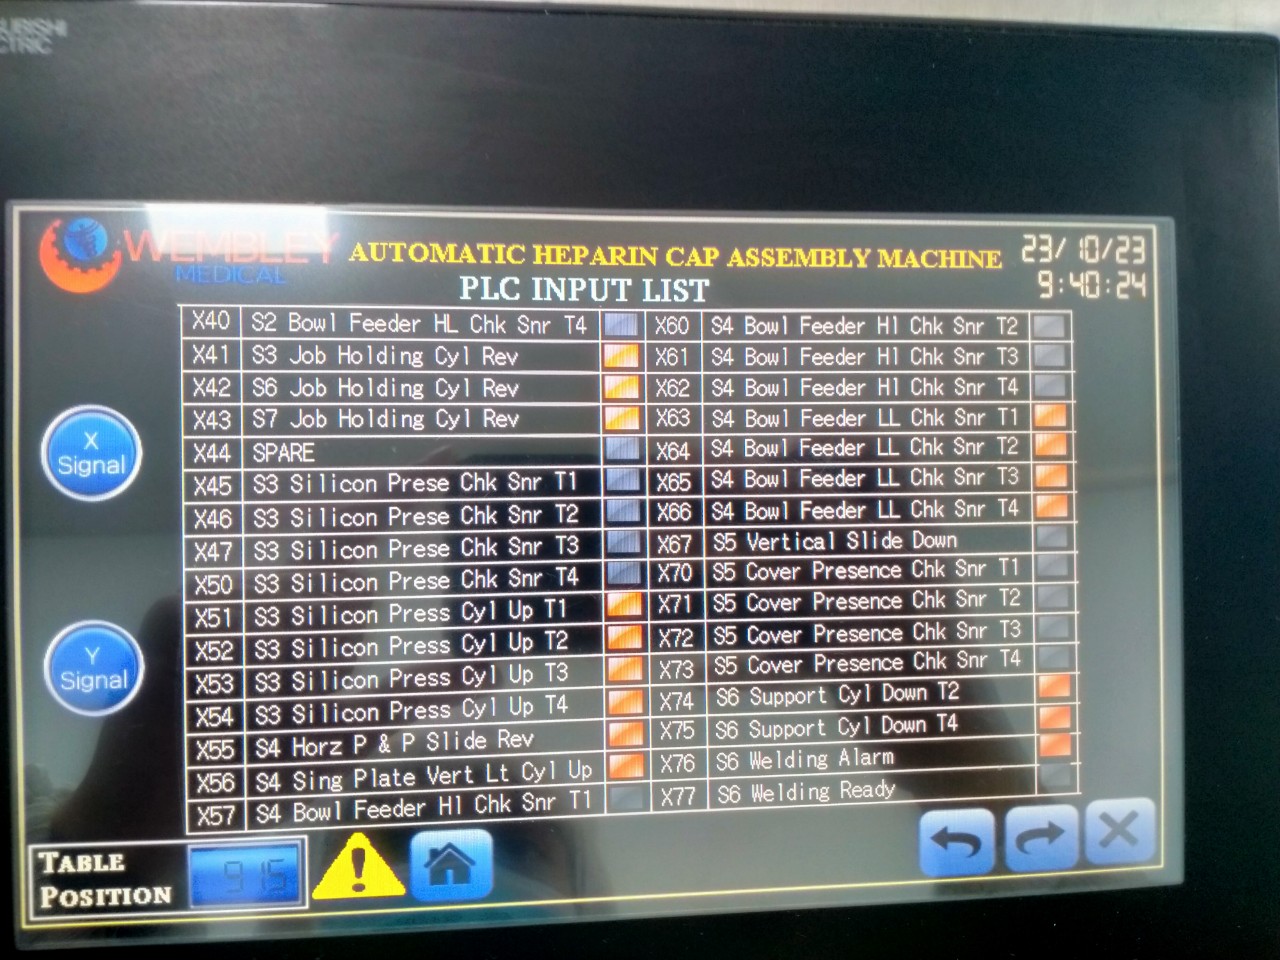 WEMBLEY
MEDICAL
AUTOMATIC HEPARIN CAP ASSEMBLY MACHINE
PLC INPUT LIST
23/10/23
9:40:24
X Signal
Y Signal
X40 S2 Bowl Feeder HL Chk Snr T4
X41 S3 Job Holding Cyl Rev
X42 S6 Job Holding Cyl Rev
X43 S7 Job Holding Cyl Rev
X44 SPARE
X45 S3 Silicon Prese Chk Snr T1
X46 S3 Silicon Prese Chk Snr T2
X47 S3 Silicon Prese Chk Snr T3
X50 S3 Silicon Prese Chk Snr T4
X51 S3 Silicon Press Cyl Up T1
X52 S3 Silicon Press Cyl Up T2
X53 S3 Silicon Press Cyl Up T3
X54 S3 Silicon Press Cyl Up T4
X55 S4 Horz P & P Slide Rev
X56 S4 Sing Plate Vert Lt Cyl Up
X57 S4 Bowl Feeder Hl Chk Snr T1
X60 S4 Bowl Feeder Hl Chk Snr T2
X61 S4 Bowl Feeder Hl Chk Snr T3
X62 S4 Bowl Feeder Hl Chk Snr T4
X63 S4 Bowl Feeder LL Chk Snr T1
X64 S4 Bowl Feeder LL Chk Snr T2
X65 S4 Bowl Feeder LL Chk Snr T3
X66 S4 Bowl Feeder LL Chk Snr T4
X67 S5 Vertical Slide Down
X70 S5 Cover Presence Chk Snr T1
X71 S5 Cover Presence Chk Snr T2
X72 S5 Cover Presence Chk Snr T3
X73 S5 Cover Presence Chk Snr T4
X74 S6 Support Cyl Down T2
X75 S6 Support Cyl Down T4
X76 S6 Welding Alarm
X77 S6 Welding Ready
TABLE
POSITION
915